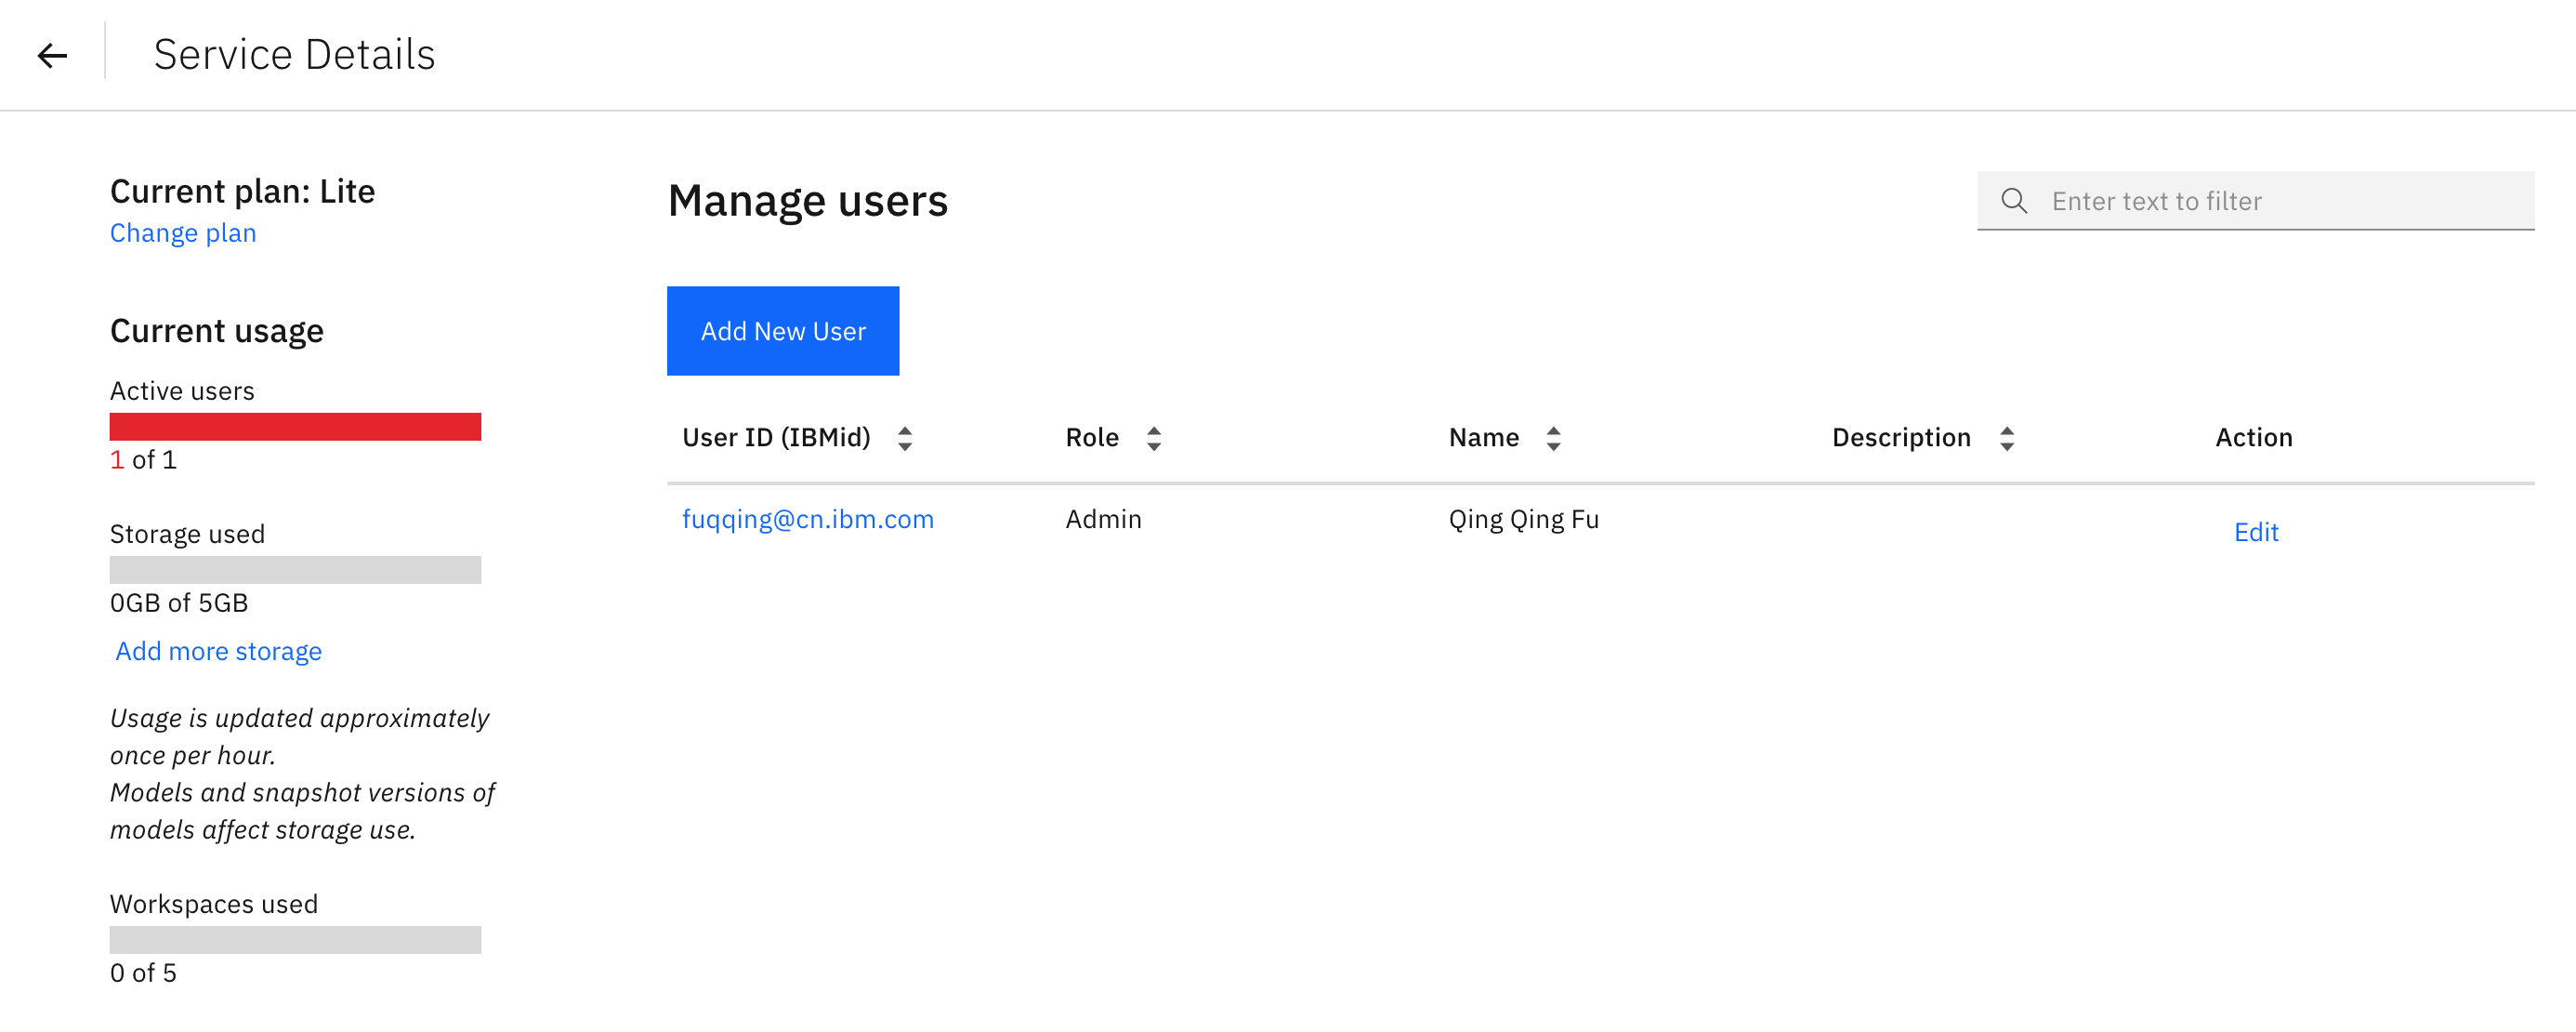 Service Details
Current plan: Lite
Change plan
Current usage
Active users
1 of 1
Storage used
0GB of 5GB
Add more storage
Usage is updated approximately
once per hour.
Models and snapshot versions of
models affect storage use.
Workspaces used
0 of 5
Manage users
Enter text to filter
Add New User
User ID (IBMid) Role Name Description Action
fuqqing@cn.ibm.com Admin Qing Qing Fu Edit